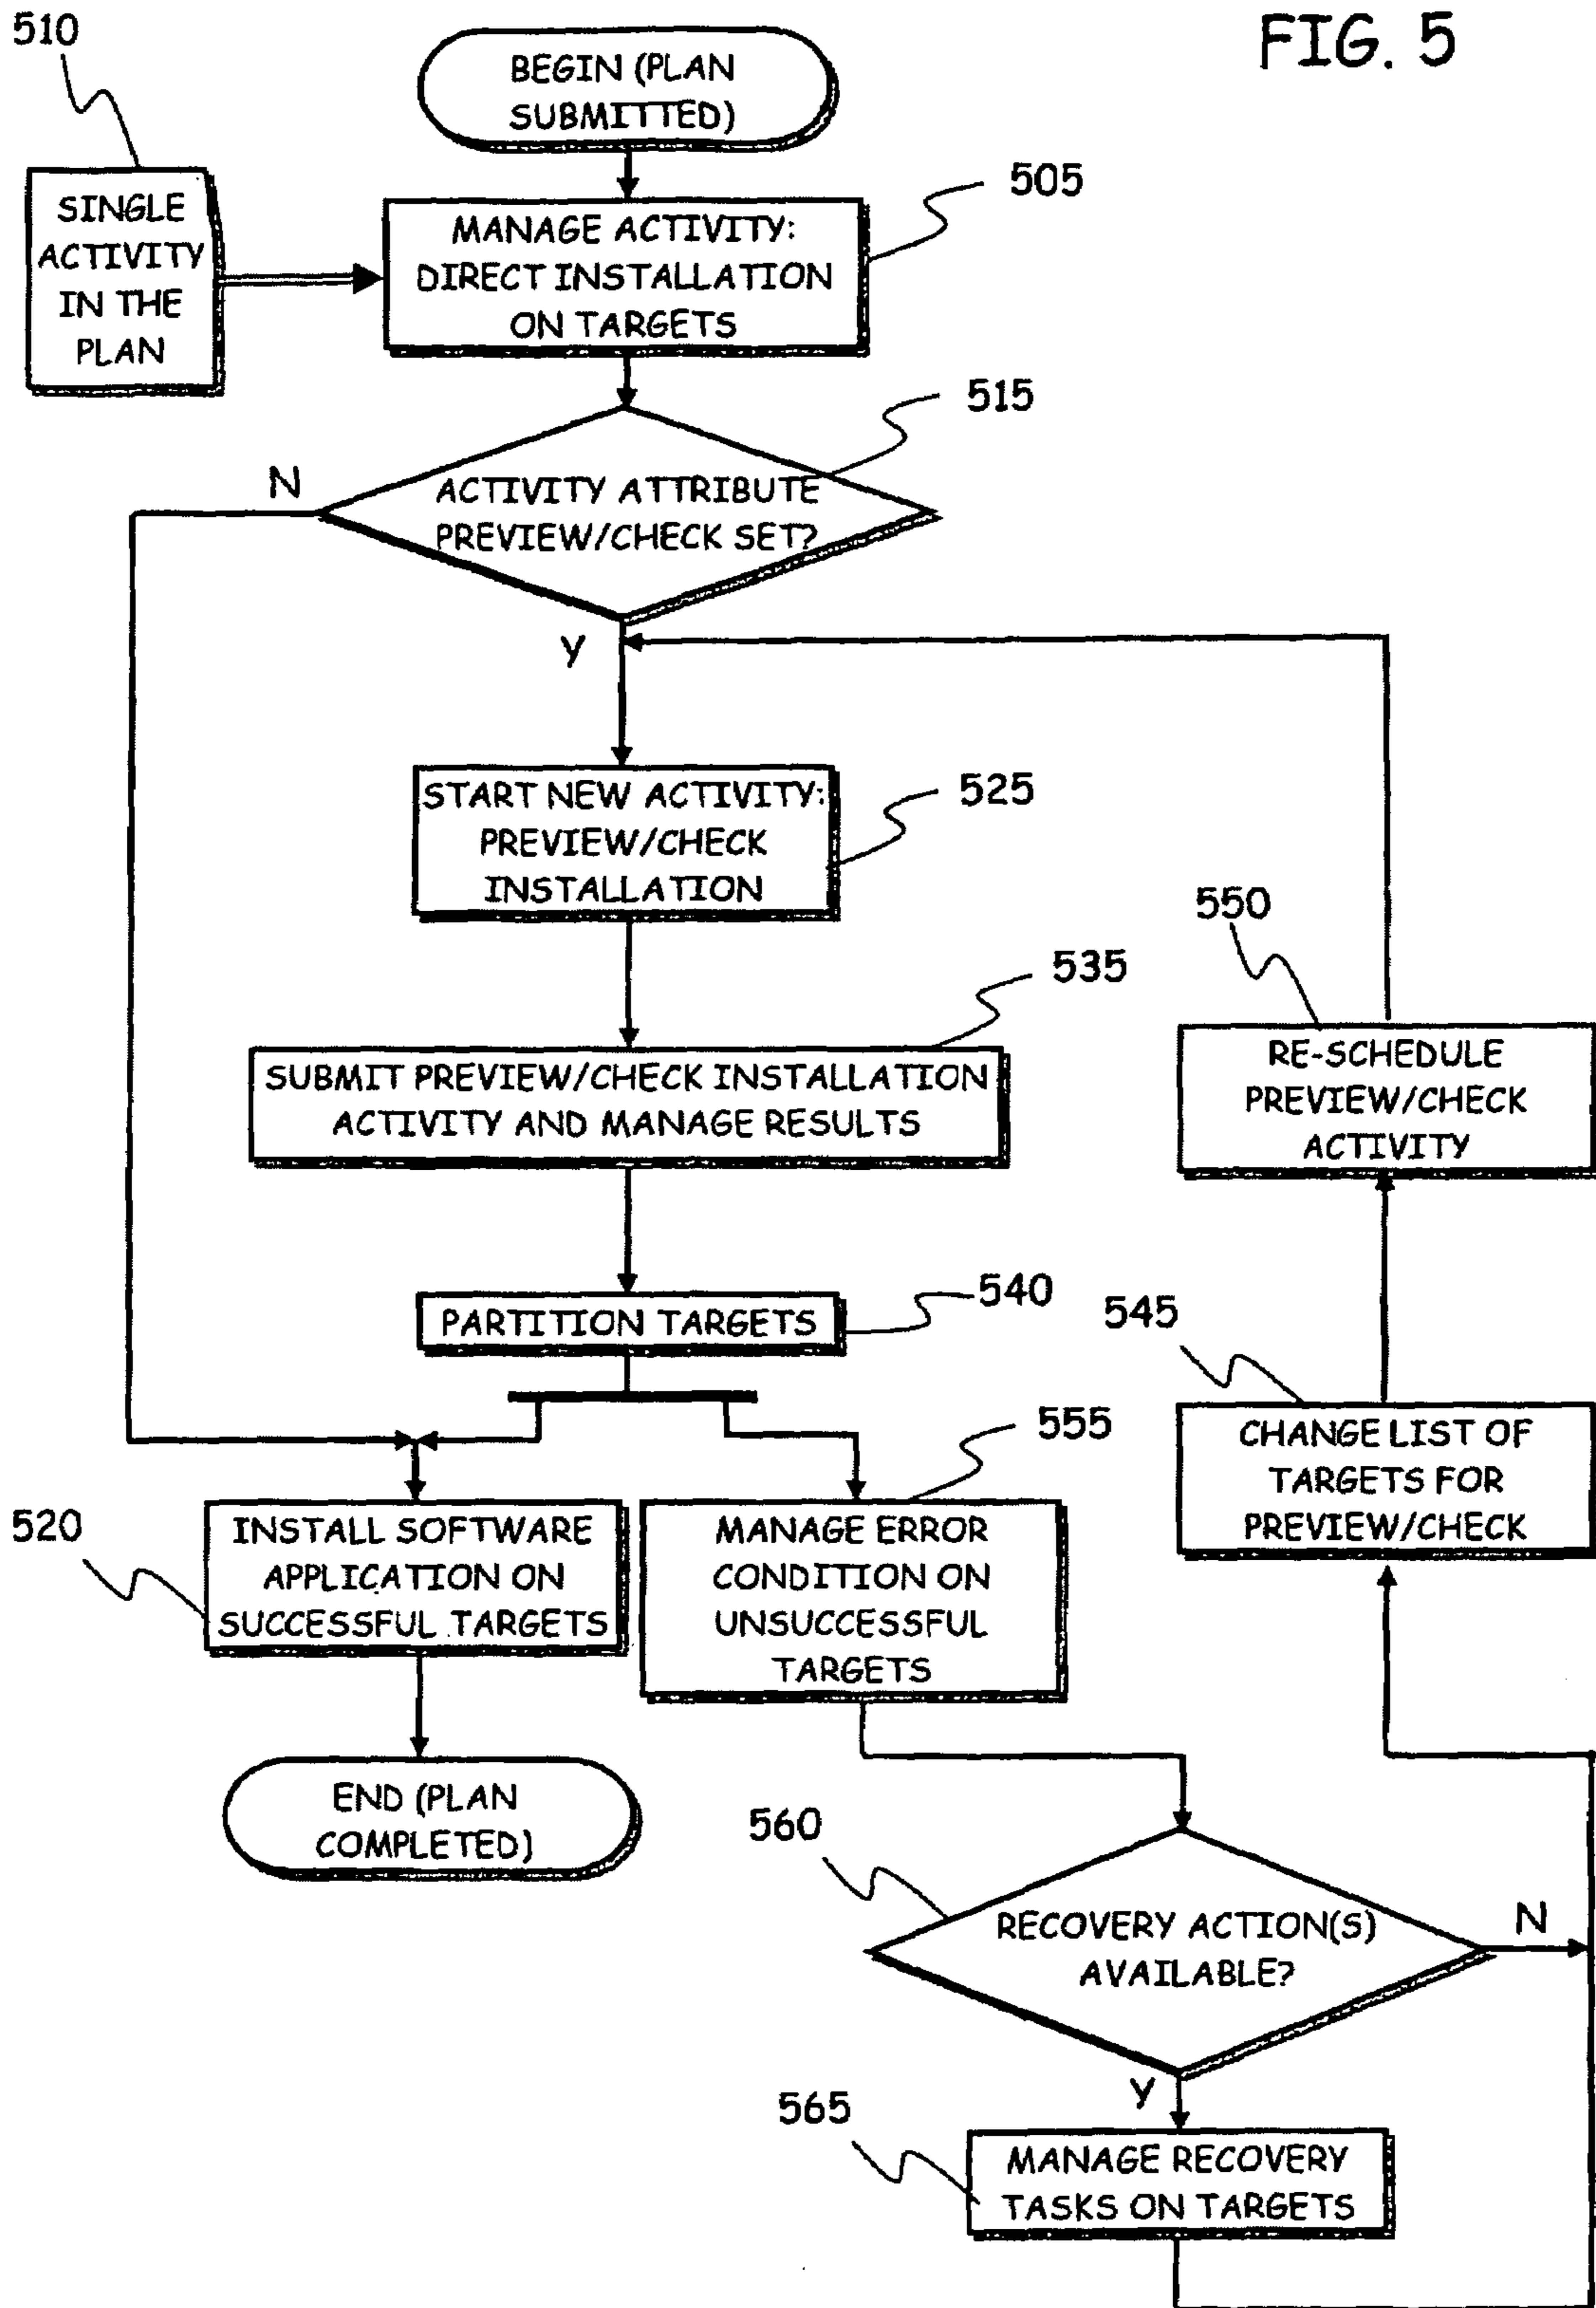 FIG. 5
510
BEGIN (PLAN
SUBMITTED)
505
SINGLE
ACTIVITY
IN THE
PLAN
MANAGE ACTIVITY:
DIRECT INSTALLATION
ON TARGETS
515
N
ACTIVITY ATTRIBUTE
PREVIEW/CHECK SET?
Y
START NEW ACTIVITY:
PREVIEW/CHECK
INSTALLATION
525
550
535
SUBMIT PREVIEW/CHECK INSTALLATION
ACTIVITY AND MANAGE RESULTS
RE-SCHEDULE
PREVIEW/CHECK
ACTIVITY
540
PARTITION TARGETS
545
555
CHANGE LIST OF
TARGETS FOR
PREVIEW/CHECK
520
INSTALL SOFTWARE
APPLICATION ON
SUCCESSFUL TARGETS
MANAGE ERROR
CONDITION ON
UNSUCCESSFUL
TARGETS
END (PLAN
COMPLETED)
560
RECOVERY ACTION(S)
AVAILABLE?
N
Y
565
MANAGE RECOVERY
TASKS ON TARGETS